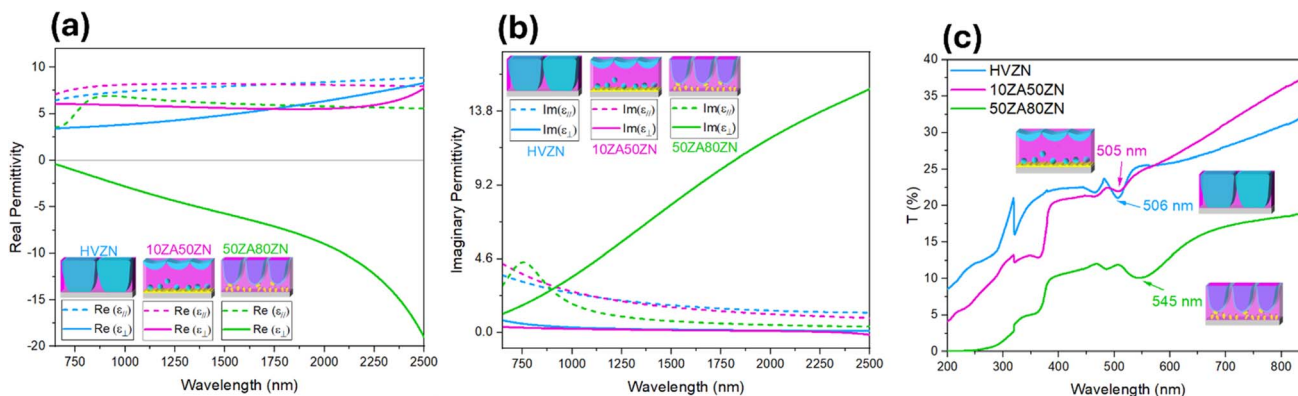 (a)
10
5
0
-5
-10
-15
-20
Real Permittivity
HVZN
10ZA50ZN
50ZA80ZN
Re (ε//)
Re (ε//)
Re (ε//)
Re (ε⊥)
Re (ε⊥)
Re (ε⊥)
750 1000 1250 1500 1750 2000 2250 2500
Wavelength (nm)
(b)
13.8
9.2
4.6
0.0
Imaginary Permittivity
Im(ε//)
Im(ε//)
Im(ε//)
Im(ε⊥)
Im(ε⊥)
Im(ε⊥)
HVZN
10ZA50ZN
50ZA80ZN
750 1000 1250 1500 1750 2000 2250 2500
Wavelength (nm)
(c)
40
35
30
25
20
15
10
5
0
T (%)
HVZN
10ZA50ZN
50ZA80ZN
505 nm
506 nm
545 nm
200 300 400 500 600 700 800
Wavelength (nm)